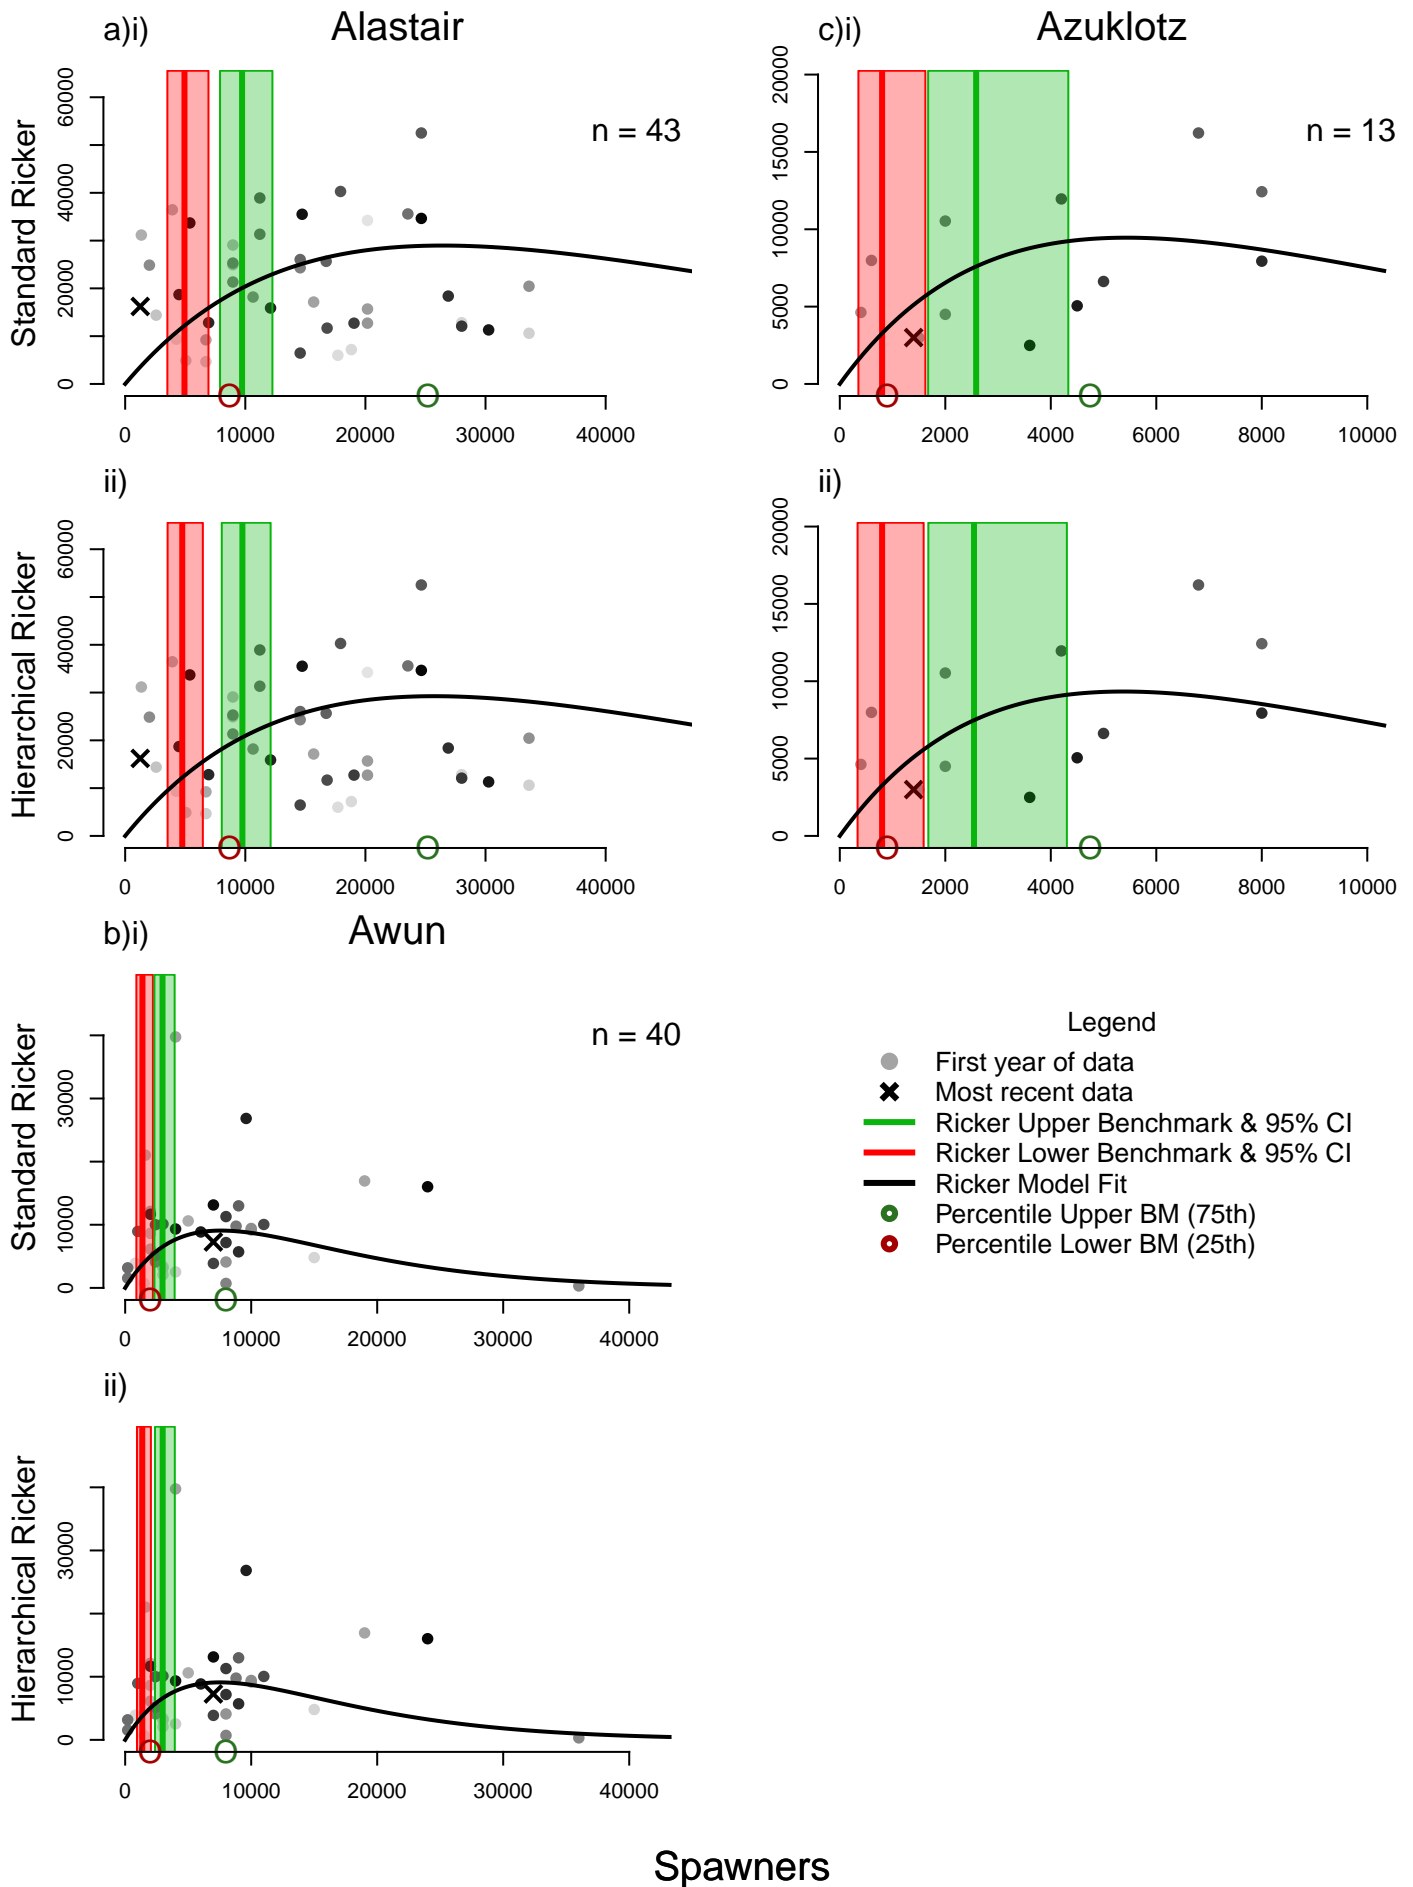 a)i)
Alastair
Standard Ricker
0
20000
40000
60000
n = 43
0
10000
20000
30000
40000
ii)
Hierarchical Ricker
0
20000
40000
60000
0
10000
20000
30000
40000
b)i)
Awun
Standard Ricker
0
10000
30000
n = 40
0
10000
20000
30000
40000
ii)
Hierarchical Ricker
0
10000
30000
0
10000
20000
30000
40000
c)i)
Azuklotz
0
5000
10000
15000
20000
n = 13
0
2000
4000
6000
8000
10000
ii)
0
5000
10000
15000
20000
0
2000
4000
6000
8000
10000
Legend
First year of data
Most recent data
Ricker Upper Benchmark & 95% CI
Ricker Lower Benchmark & 95% CI
Ricker Model Fit
Percentile Upper BM (75th)
Percentile Lower BM (25th)
Spawners